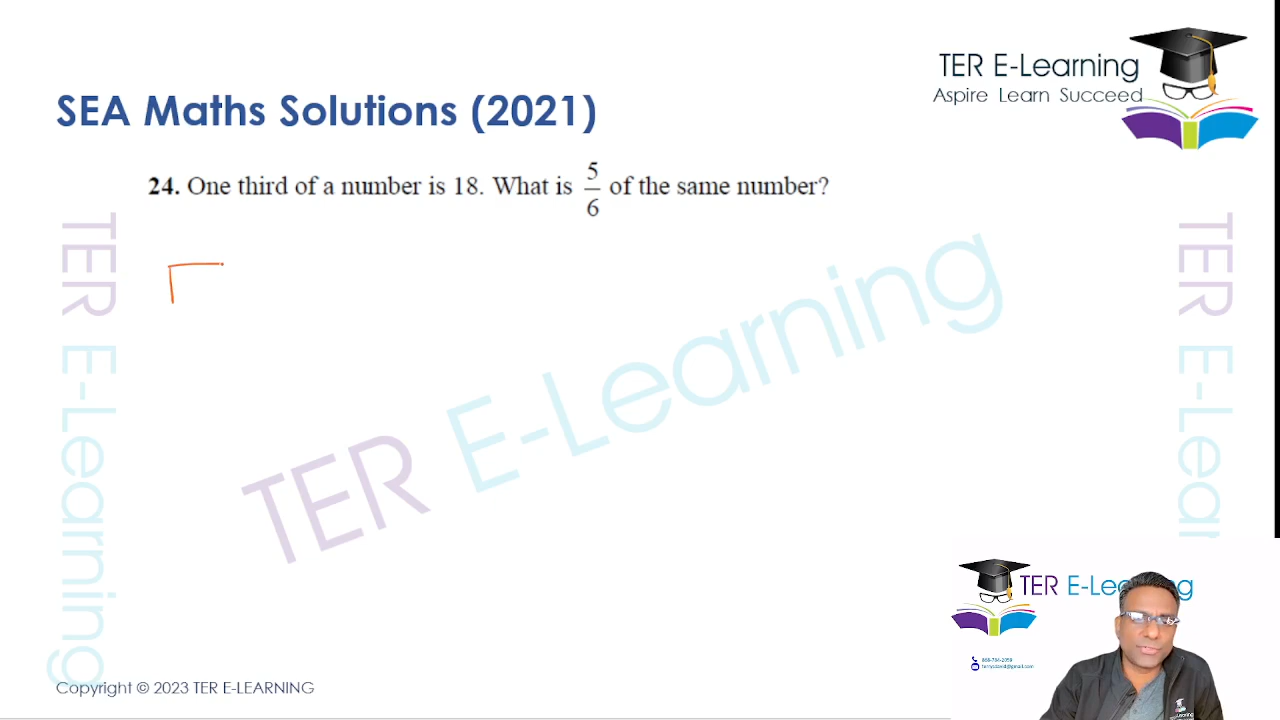 TER E-Learning
Aspire Learn Succeed
SEA Maths Solutions (2021)
24. One third of a number is 18. What is 5/6 of the same number?
TER E-Learning
TER E-Learning
TER E-Lear
TER E-Learning
Copyright © 2023 TER E-LEARNING